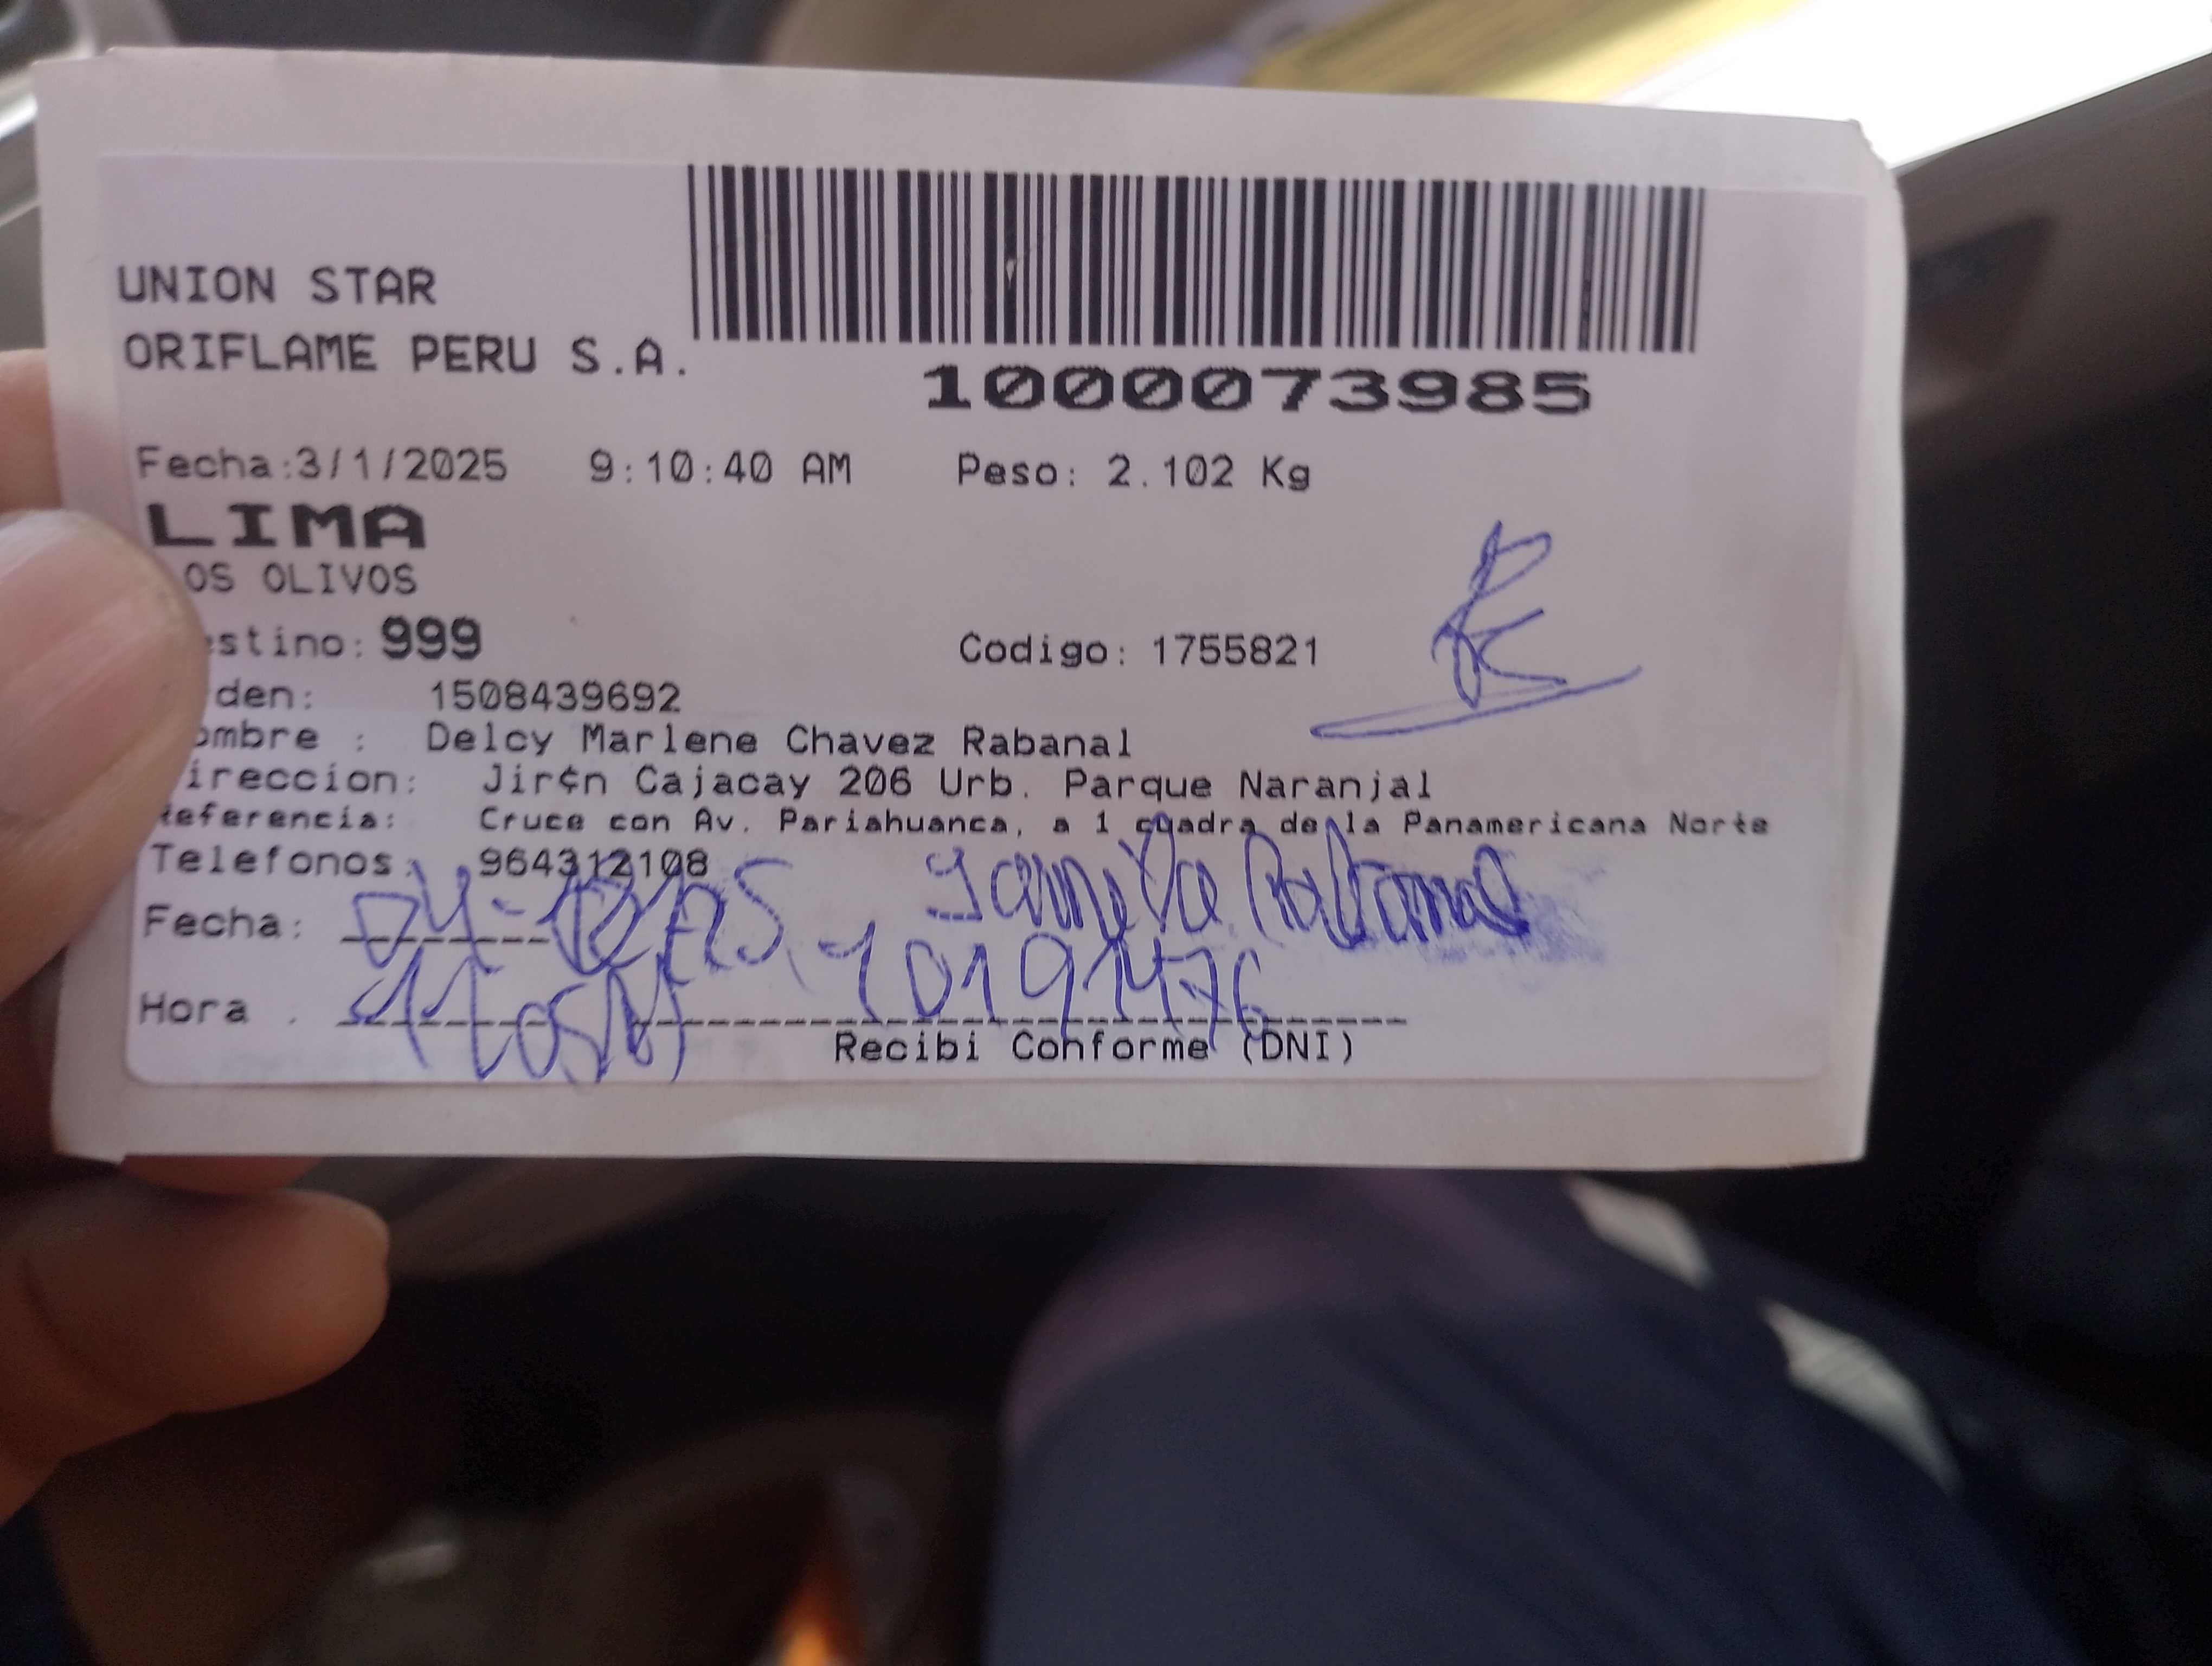 UNION STAR
ORIFLAME PERU S.A.
1000073985
Fecha:3/1/2025 9:10:40 AM Peso: 2.102 Kg
LIMA
OS OLIVOS
stino: 999 Codigo: 1755821
den: 1508439692
ombre : Delcy Marlene Chavez Rabanal
ireccion: Jir¢n Cajacay 206 Urb. Parque Naranjal
Referencia: Cruce con Av. Pariahuanca, a 1 cuadra de la Panamericana Norte
Telefonos: 964312108
Rabanal
Fecha:
Hora :
Recibi Conforme (DNI)